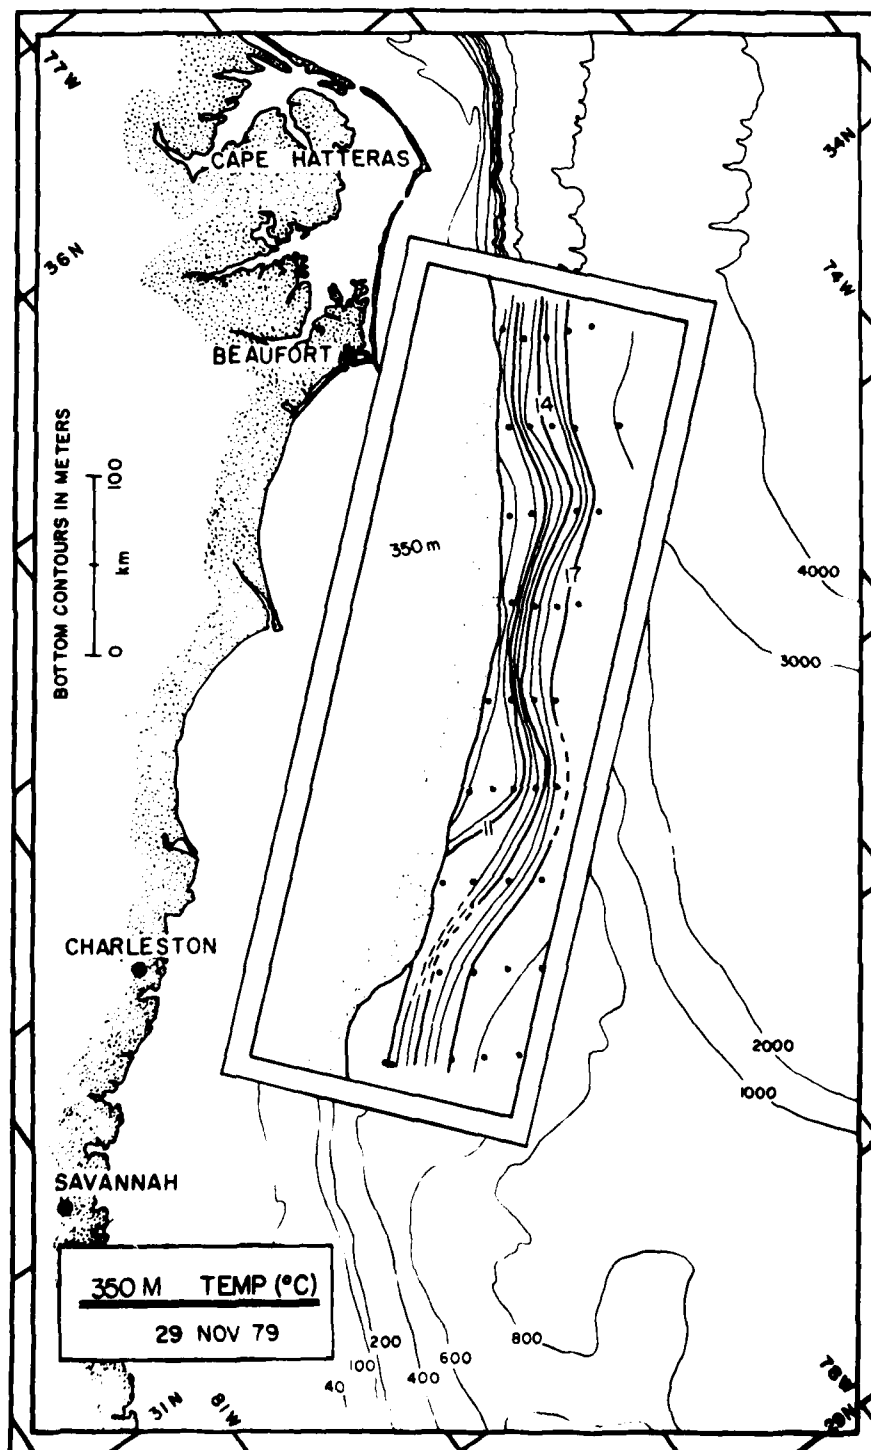 77W
34N
CAPE HATTERAS
36N
74W
BEAUFORT
14
BOTTOM CONTOURS IN METERS
100
km
0
350 m
17
4000
3000
11
CHARLESTON
2000
1000
SAVANNAH
350 M TEMP (°C)
29 NOV 79
200
100
40
600
400
800
31N
81W
78W
29N